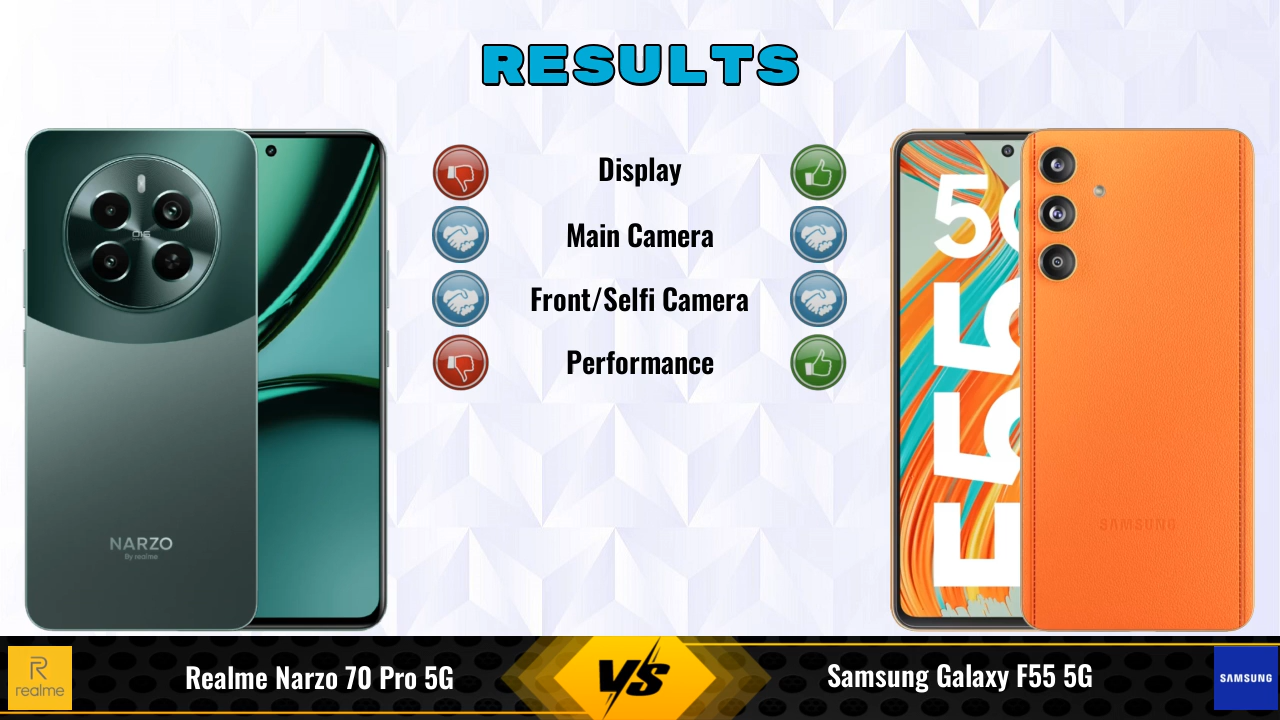 RESULTS
Display
Main Camera
Front/Selfi Camera
Performance
OIS
NARZO
By realme
5G
F55
SAMSUNG
R
realme
Realme Narzo 70 Pro 5G
VS
Samsung Galaxy F55 5G
SAMSUNG